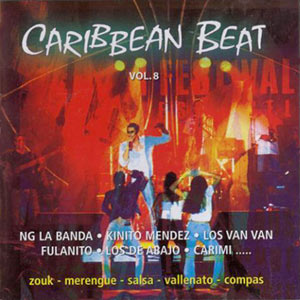 CARIBBEAN BEAT
VOL.8
FESTIVAL
NG LA BANDA • KINITO MENDEZ • LOS VAN VAN
FULANITO • LOS DE ABAJO • CARIMI .....
zouk - merengue - salsa - vallenato - compas